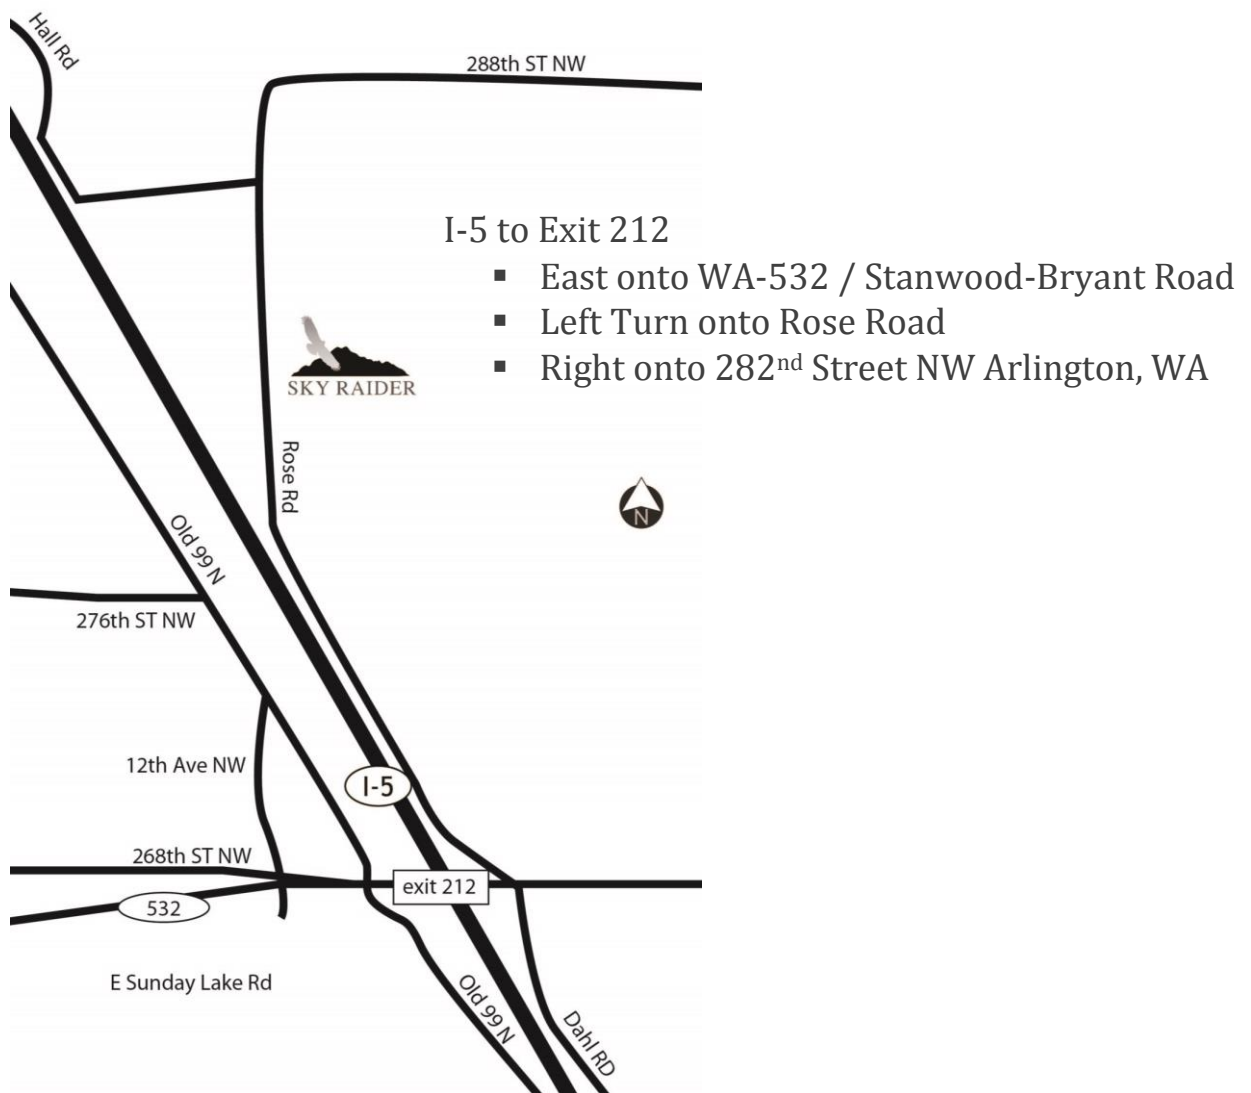 Hall Rd
288th ST NW
I-5 to Exit 212
▪ East onto WA-532 / Stanwood-Bryant Road
▪ Left Turn onto Rose Road
▪ Right onto 282nd Street NW Arlington, WA
SKY RAIDER
Rose Rd
N
Old 99 N
276th ST NW
12th Ave NW
I-5
268th ST NW
exit 212
532
E Sunday Lake Rd
Old 99 N
Dahl RD